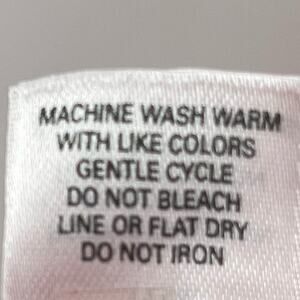 MACHINE WASH WARM
WITH LIKE COLORS
GENTLE CYCLE
DO NOT BLEACH
LINE OR FLAT DRY
DO NOT IRON